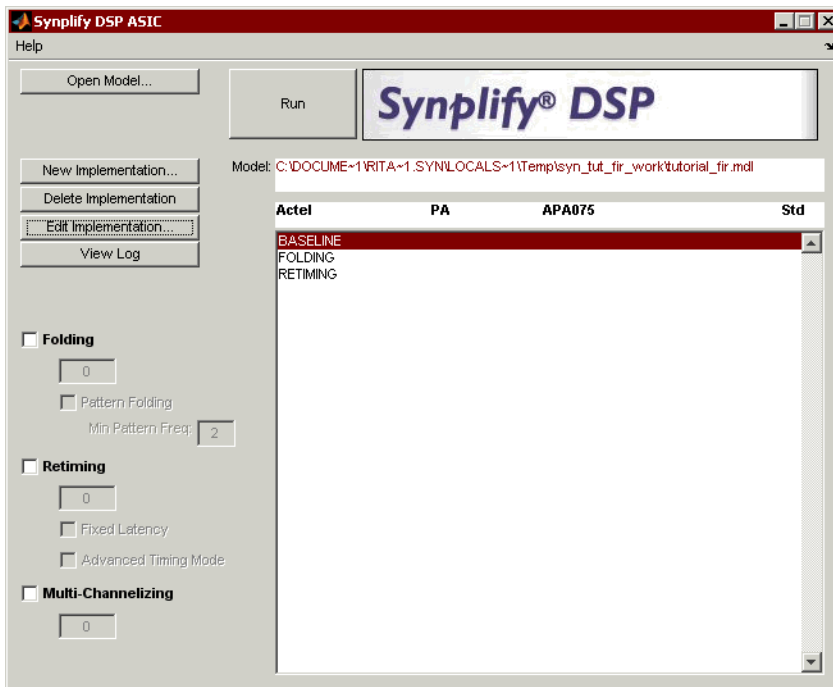 Synplify DSP ASIC
Help
Open Model...
Run
Synplify® DSP
New Implementation...
Delete Implementation
Edit Implementation...
View Log
Model: C:\DOCUME~1\RITA~1.SYN\LOCALS~1\Temp\syn_tut_fir_work\tutorial_fir.mdl
Actel PA APA075 Std
BASELINE
FOLDING
RETIMING
Folding
0
Pattern Folding
Min Pattern Freq: 2
Retiming
0
Fixed Latency
Advanced Timing Mode
Multi-Channelizing
0